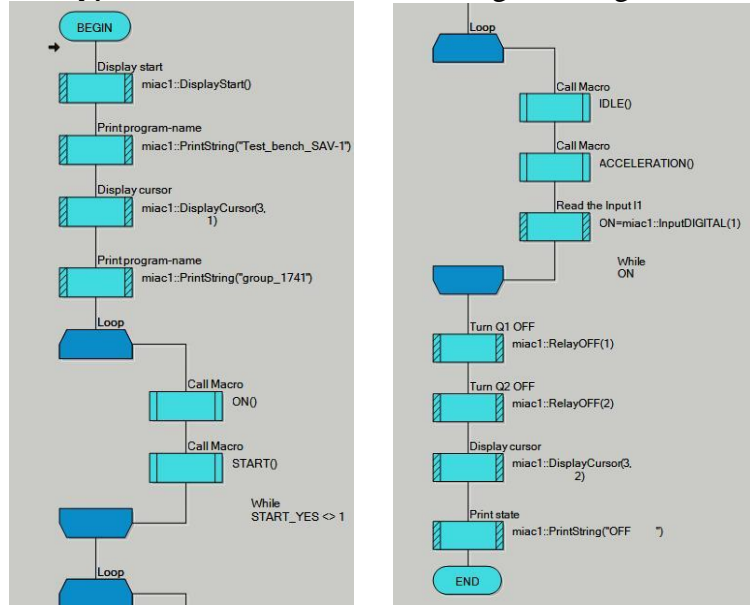 BEGIN
Display start
miac1::DisplayStart()
Print program-name
miac1::PrintString("Test_bench_SAV-1")
Display cursor
miac1::DisplayCursor(3,
1)
Print program-name
miac1::PrintString("group_1741")
Loop
Call Macro
ON()
Call Macro
START()
While
START_YES <> 1
Loop
Loop
Call Macro
IDLE()
Call Macro
ACCELERATION()
Read the Input I1
ON=miac1::InputDIGITAL(1)
While
ON
Turn Q1 OFF
miac1::RelayOFF(1)
Turn Q2 OFF
miac1::RelayOFF(2)
Display cursor
miac1::DisplayCursor(3,
2)
Print state
miac1::PrintString("OFF      ")
END